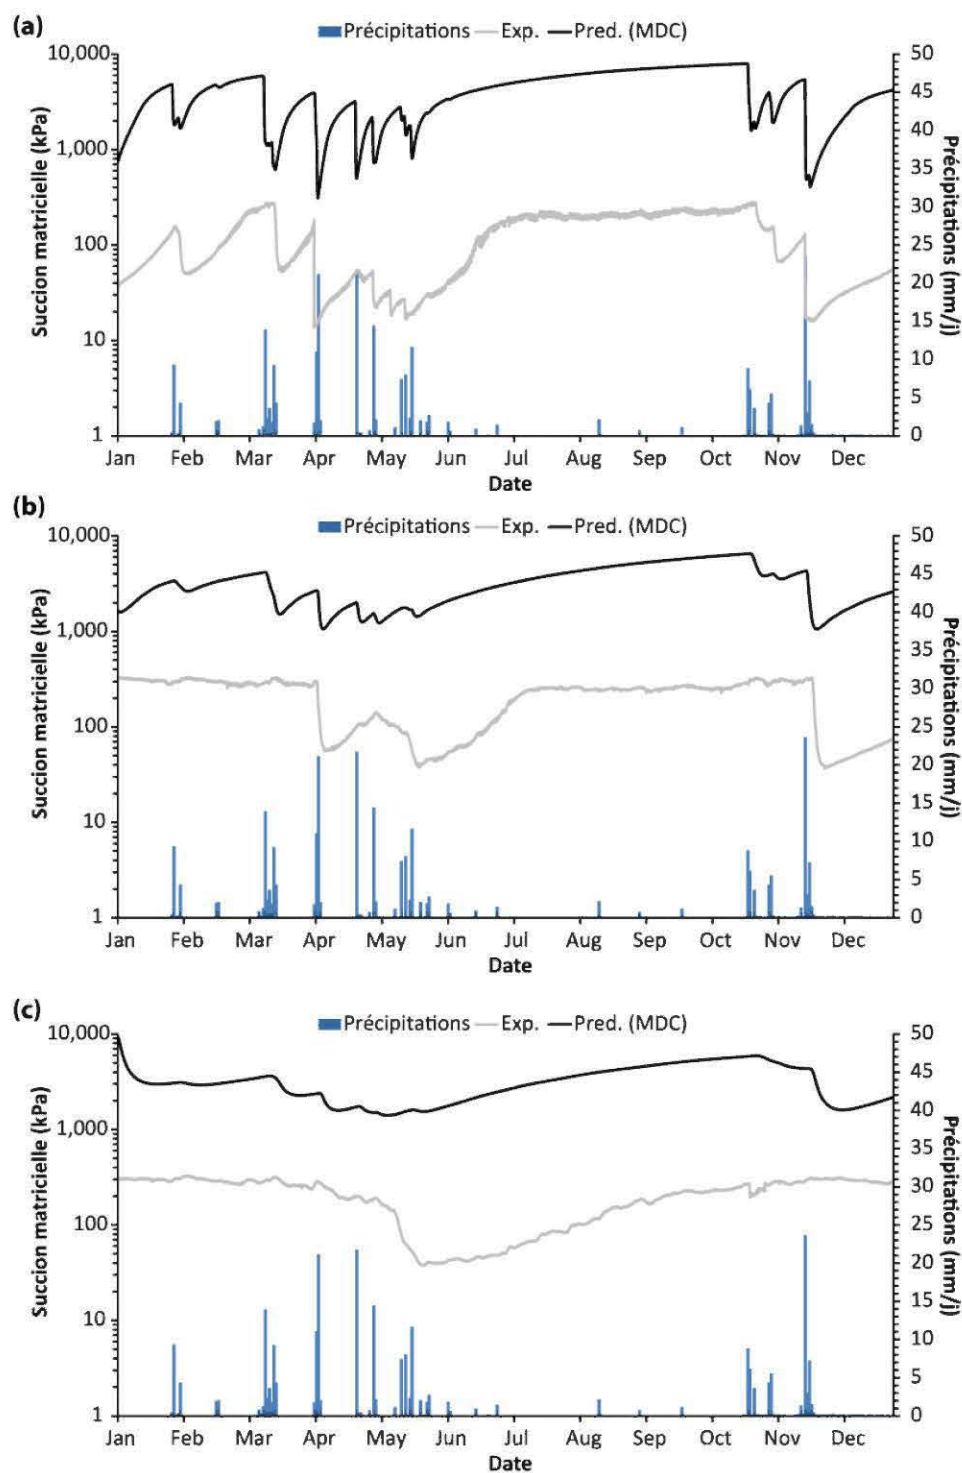 (a)
Précipitations Exp. Pred. (MDC)
Succion matricielle (kPa)
10,000
1,000
100
10
1
50
45
40
35
30
25
20
15
10
5
0
Précipitations (mm/j)
Jan Feb Mar Apr May Jun Jul Aug Sep Oct Nov Dec
Date
(b)
Précipitations Exp. Pred. (MDC)
Succion matricielle (kPa)
10,000
1,000
100
10
1
50
45
40
35
30
25
20
15
10
5
0
Précipitations (mm/j)
Jan Feb Mar Apr May Jun Jul Aug Sep Oct Nov Dec
Date
(c)
Précipitations Exp. Pred. (MDC)
Succion matricielle (kPa)
10,000
1,000
100
10
1
50
45
40
35
30
25
20
15
10
5
0
Précipitations (mm/j)
Jan Feb Mar Apr May Jun Jul Aug Sep Oct Nov Dec
Date